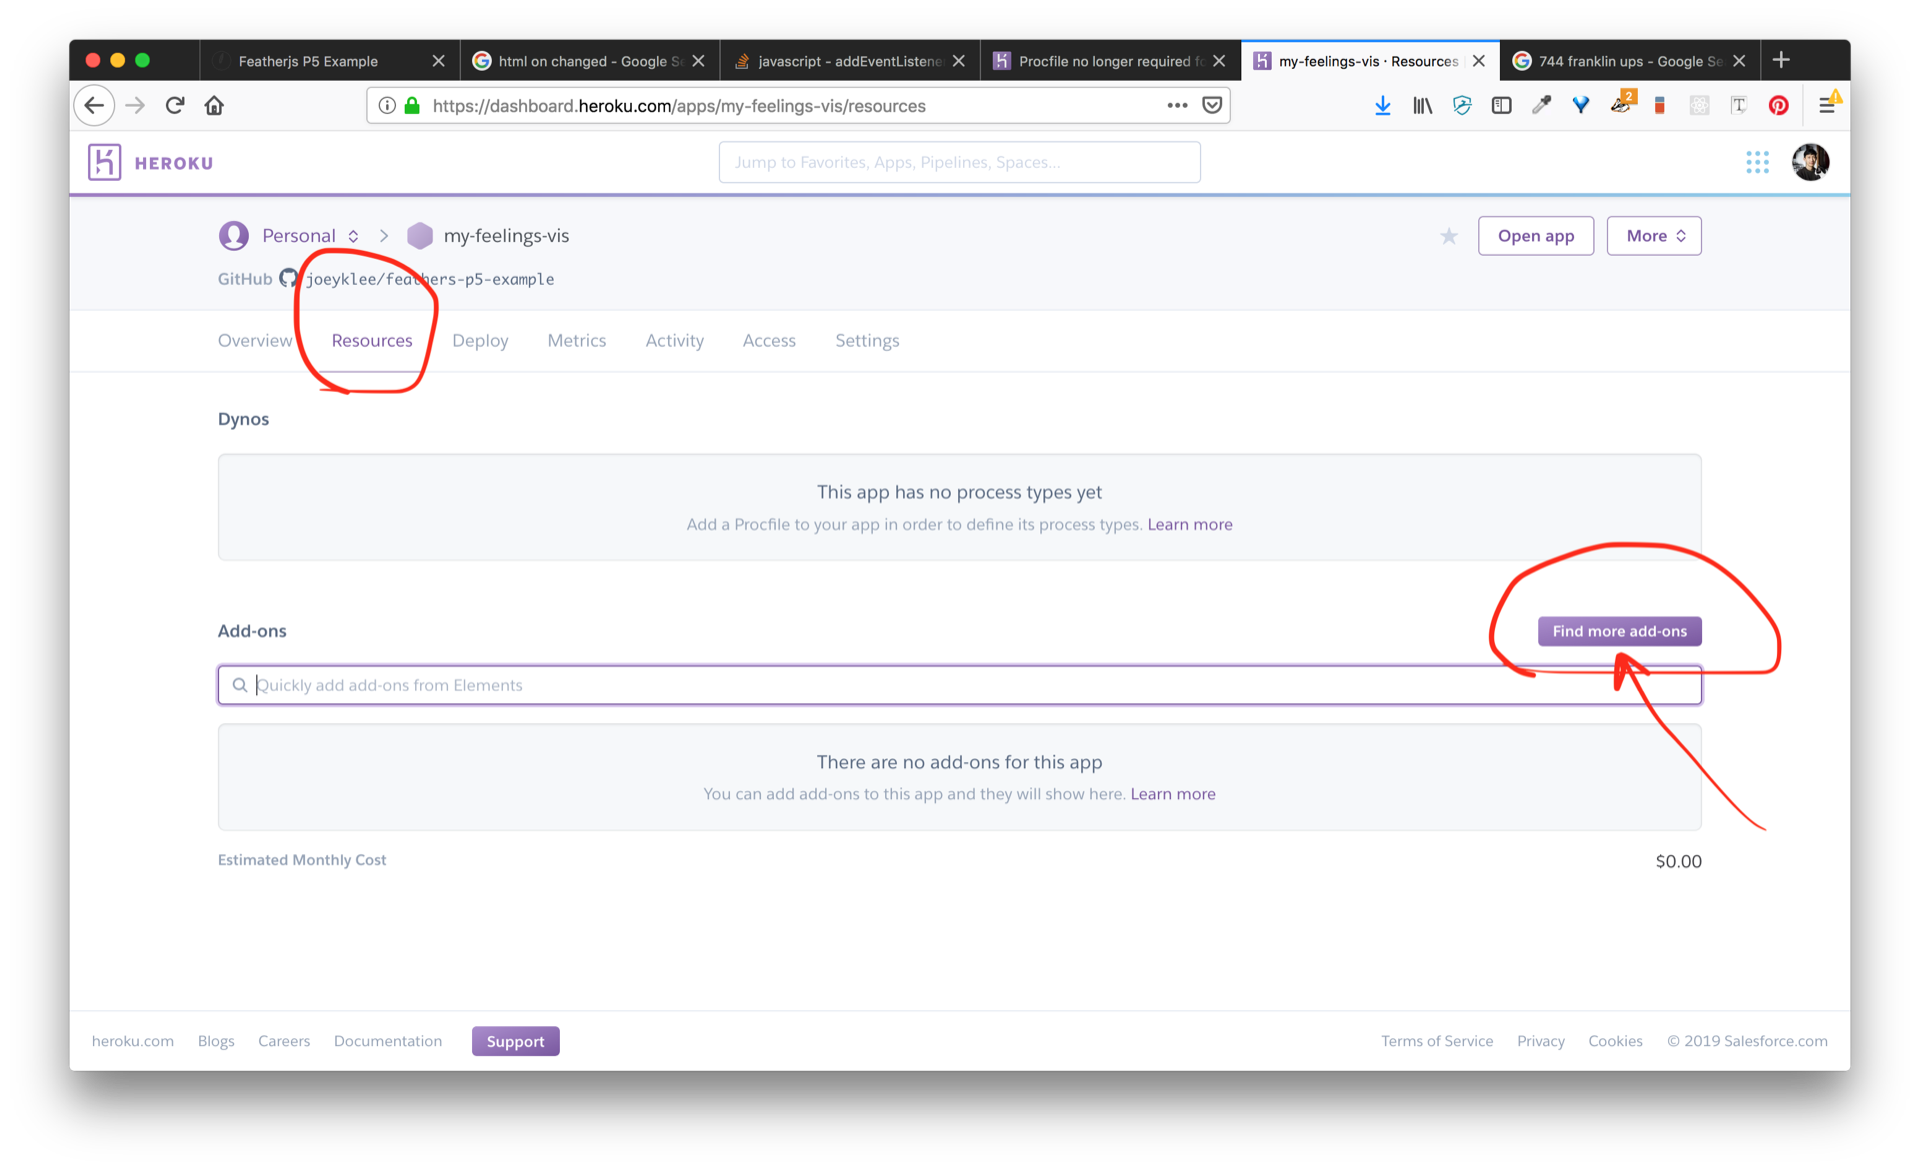 Featherjs P5 Example
html on changed - Google Se
javascript - addEventListene
Procfile no longer required fo
my-feelings-vis · Resources
744 franklin ups - Google Se
https://dashboard.heroku.com/apps/my-feelings-vis/resources
2
HEROKU
Jump to Favorites, Apps, Pipelines, Spaces...
Personal
my-feelings-vis
Open app
More
GitHub joeyklee/feathers-p5-example
Overview
Resources
Deploy
Metrics
Activity
Access
Settings
Dynos
This app has no process types yet
Add a Procfile to your app in order to define its process types. Learn more
Add-ons
Find more add-ons
Quickly add add-ons from Elements
There are no add-ons for this app
You can add add-ons to this app and they will show here. Learn more
Estimated Monthly Cost
$0.00
heroku.com
Blogs
Careers
Documentation
Support
Terms of Service
Privacy
Cookies
© 2019 Salesforce.com